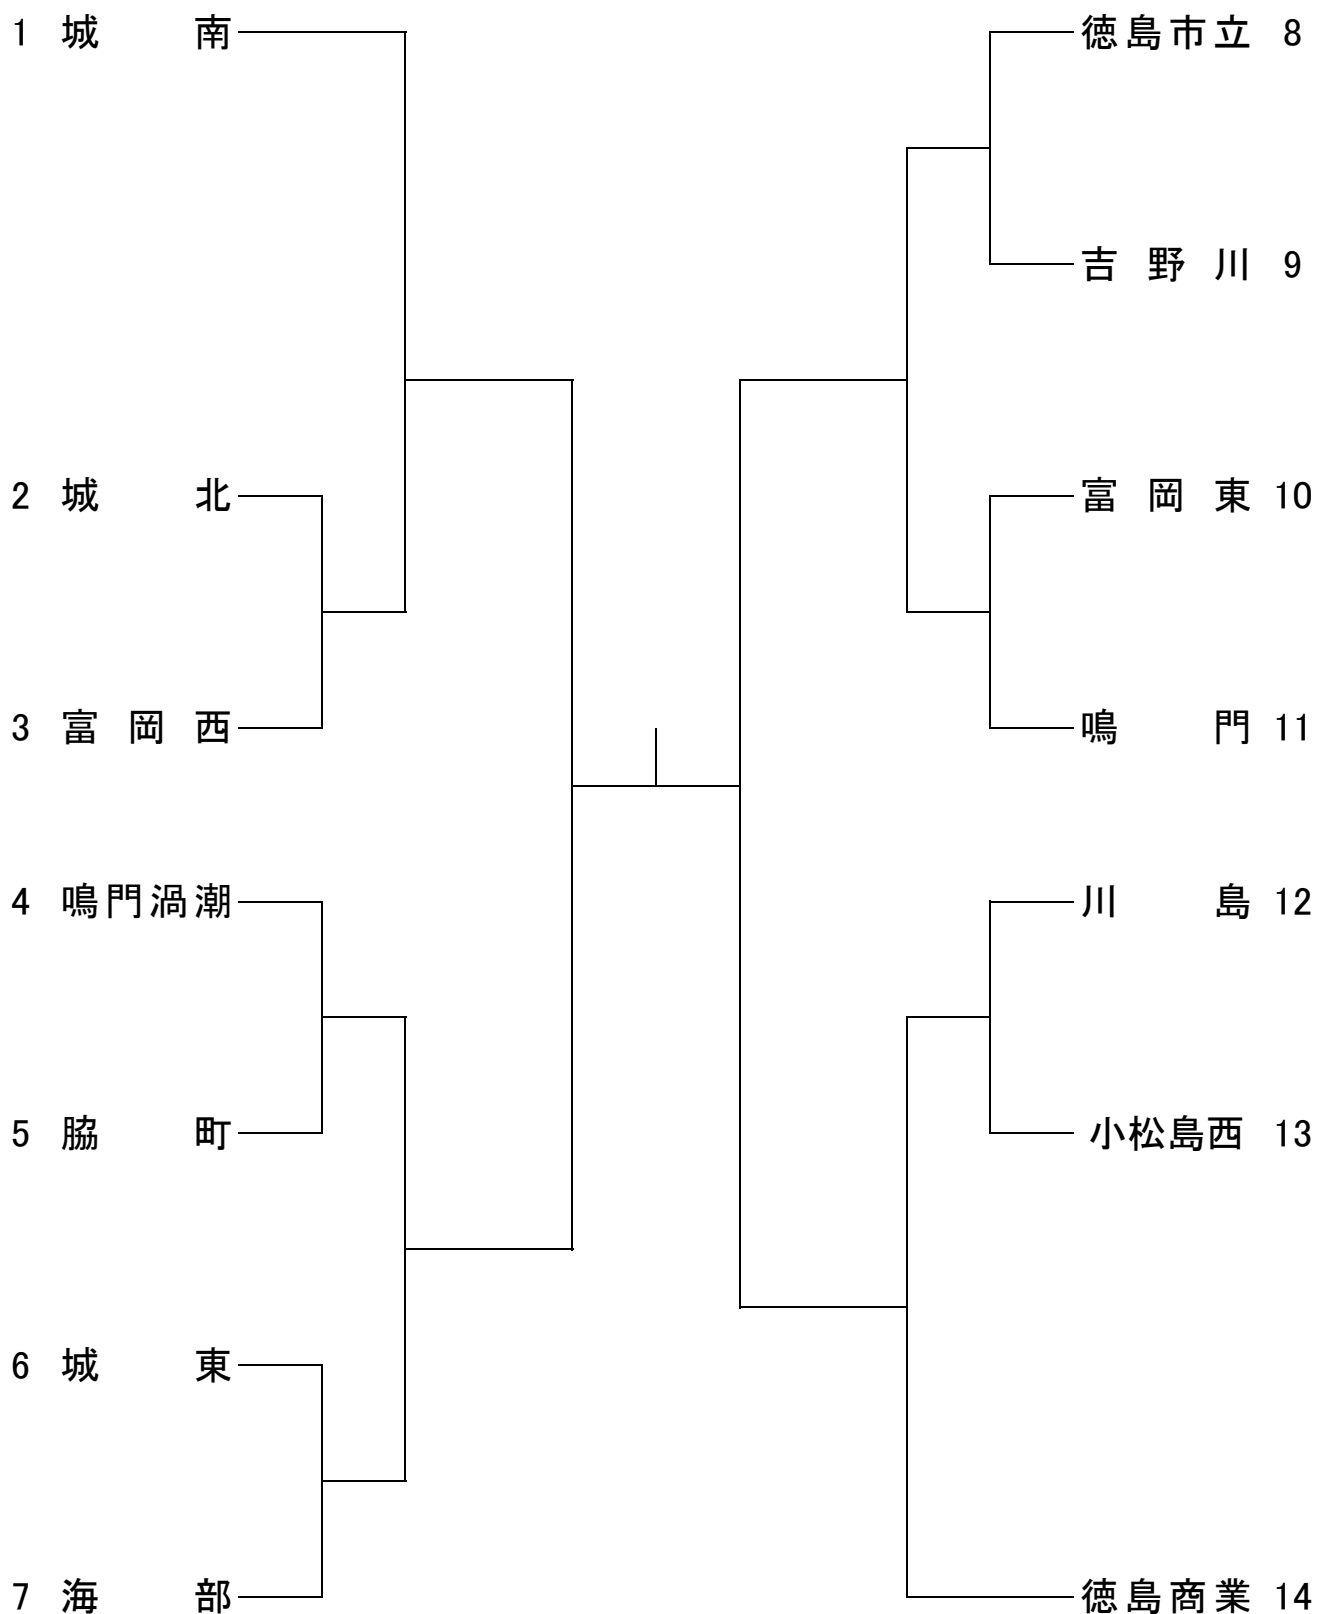 1 城南
2 城北
3 富岡西
4 鳴門渦潮
5 脇町
6 城東
7 海部
徳島市立 8
吉野川 9
富岡東 10
鳴門 11
川島 12
小松島西 13
徳島商業 14